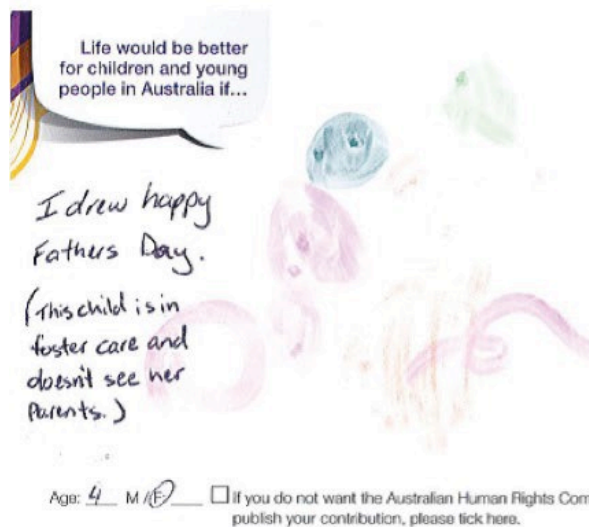 Life would be better
for children and young
people in Australia if...
I drew happy
Fathers Day.
(This child is in
foster care and
doesn't see her
Parents.)
Age: 4 M / F
If you do not want the Australian Human Rights Com
publish your contribution, please tick here.